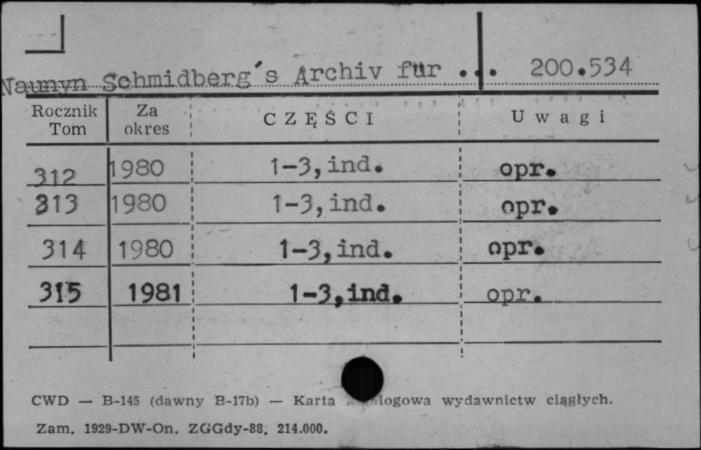 Naunyn Schmidberg's Archiv für ... 200.534
Rocznik Tom Za okres CZĘŚCI Uwagi
312 1980 1-3,ind. opr.
313 1980 1-3,ind. opr.
314 1980 1-3,ind. opr.
315 1981 1-3,ind. opr.
CWD — B-145 (dawny B-17b) — Karta wydawnictw ciągłych.
Zam. 1929-DW-On. ZGGdy-88. 214.000.